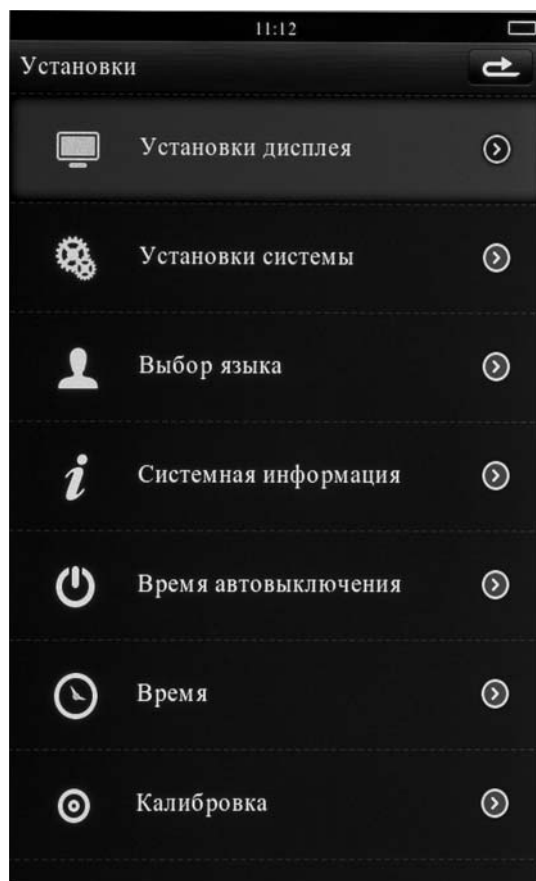 11:12
Установки
Установки дисплея
Установки системы
Выбор языка
Системная информация
Время автовыключения
Время
Калибровка